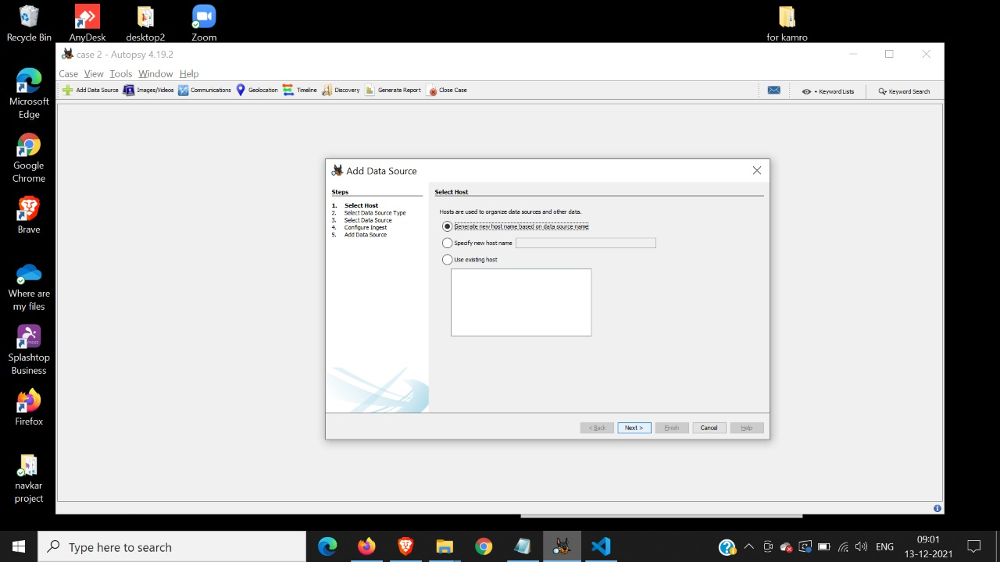 Recycle Bin
AnyDesk
desktop2
Zoom
for kamro
case 2 - Autopsy 4.19.2
Case View Tools Window Help
Add Data Source Images/Videos Communications Geolocation Timeline Discovery Generate Report Close Case Keyword Lists Keyword Search
Microsoft
Edge
Google
Chrome
Brave
Where are
my files
Splashtop
Business
Firefox
navkar
project
Add Data Source
Steps
1. Select Host
2. Select Data Source Type
3. Select Data Source
4. Configure Ingest
5. Add Data Source
Select Host
Hosts are used to organize data sources and other data.
Generate new host name based on data source name
Specify new host name
Use existing host
< Back Next > Finish Cancel Help
Type here to search
ENG
09:01
13-12-2021